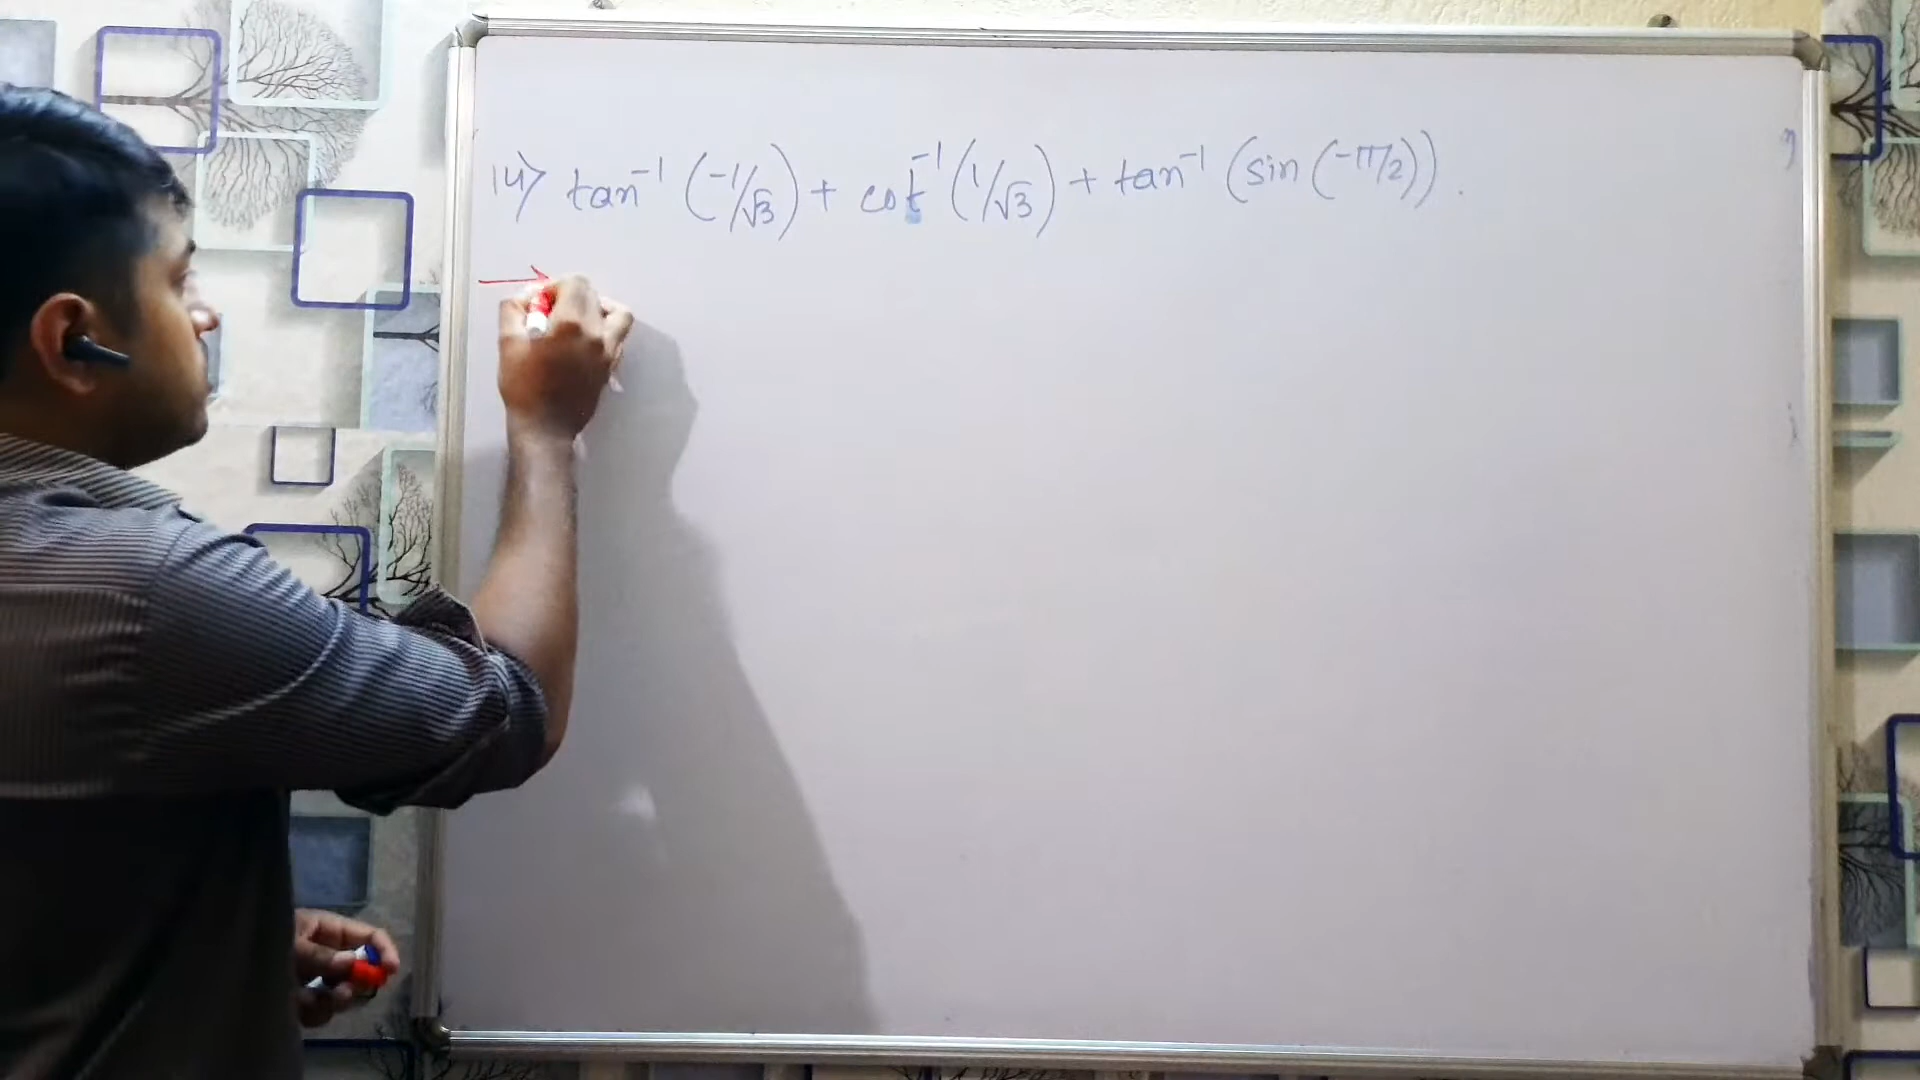 14> tan⁻¹ (-1/√3) + cot⁻¹ (1/√3) + tan⁻¹ (sin (-π/2)).